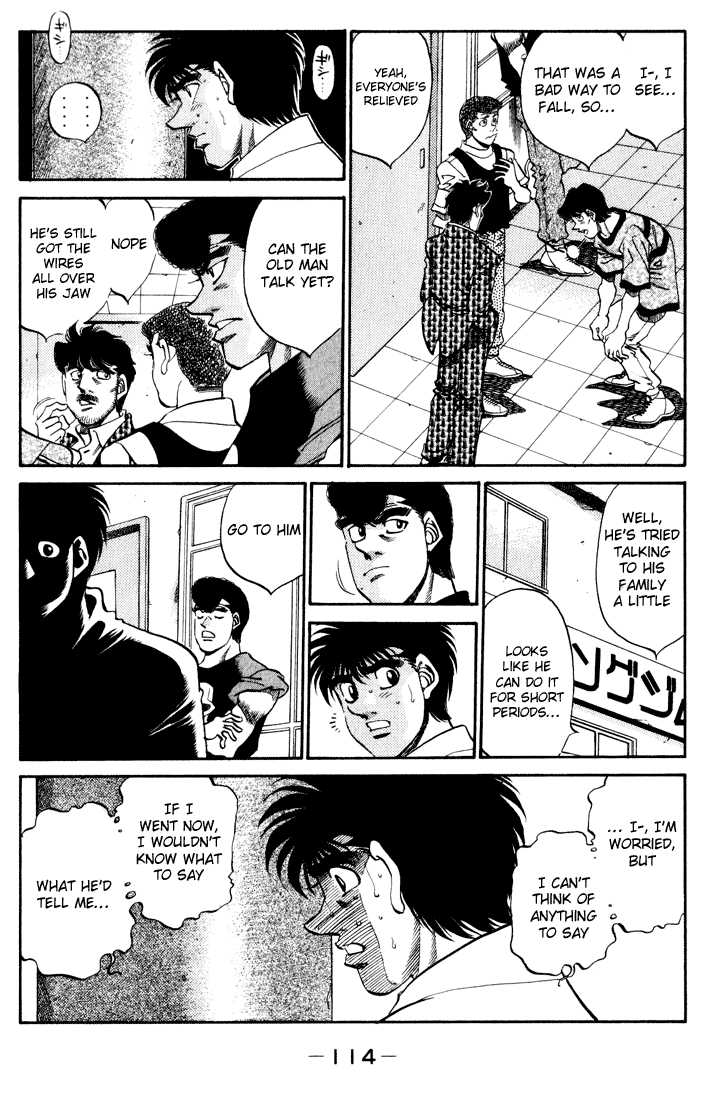 I-, I
SEE...
THAT WAS A
BAD WAY TO
FALL, SO...
YEAH,
EVERYONE'S
RELIEVED
......
CAN THE
OLD MAN
TALK YET?
NOPE
HE'S STILL
GOT THE
WIRES
ALL OVER
HIS JAW
WELL,
HE'S TRIED
TALKING
TO HIS
FAMILY
A LITTLE
ングジム
LOOKS
LIKE HE
CAN DO IT
FOR SHORT
PERIODS...
GO TO HIM
... I-, I'M
WORRIED,
BUT
I CAN'T
THINK OF
ANYTHING
TO SAY
IF I
WENT NOW,
I WOULDN'T
KNOW WHAT
TO SAY
WHAT HE'D
TELL ME...
—114—